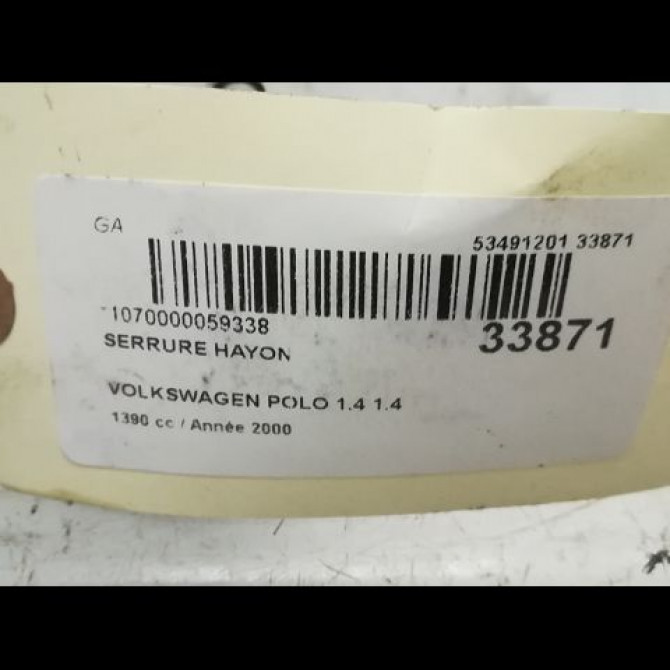 GA
53491201 33871
1070000059338
33871
SERRURE HAYON
VOLKSWAGEN POLO 1.4 1.4
1390 cc / Année 2000